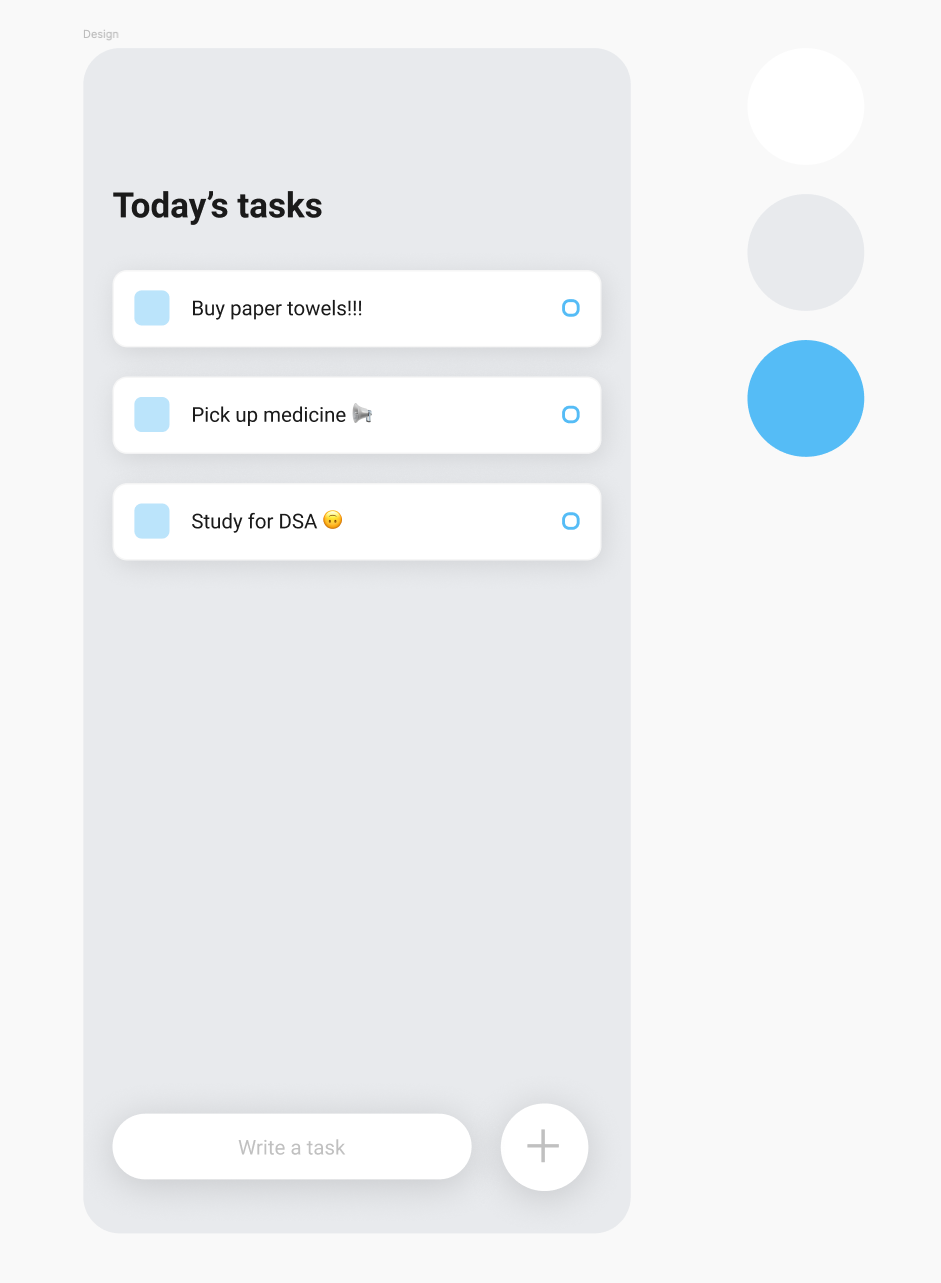 Design
Today’s tasks
Buy paper towels!!!
Pick up medicine 📢
Study for DSA 🙃
Write a task